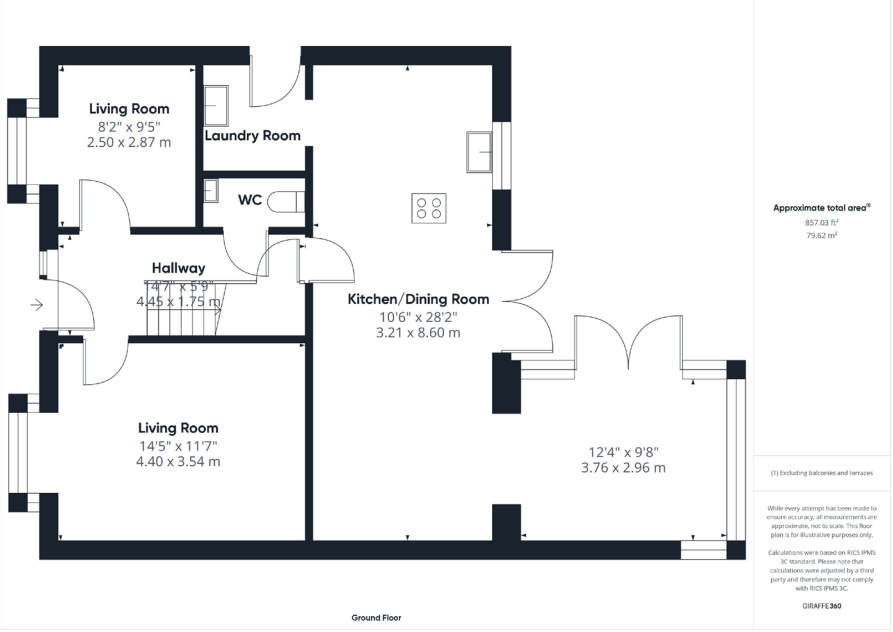 Living Room
8'2" x 9'5"
2.50 x 2.87 m
Laundry Room
WC
Hallway
14'7" x 5'9"
4.45 x 1.75 m
Kitchen/Dining Room
10'6" x 28'2"
3.21 x 8.60 m
Living Room
14'5" x 11'7"
4.40 x 3.54 m
12'4" x 9'8"
3.76 x 2.96 m
Ground Floor
Approximate total area(1)
857.03 ft²
79.62 m²
(1) Excluding balconies and terraces
While every attempt has been made to
ensure accuracy, all measurements are
approximate, not to scale. This floor
plan is for illustrative purposes only.
Calculations were based on RICS IPMS
3C standard. Please note that
calculations were adjusted by a third
party and therefore may not comply
with RICS IPMS 3C.
GIRAFFE360